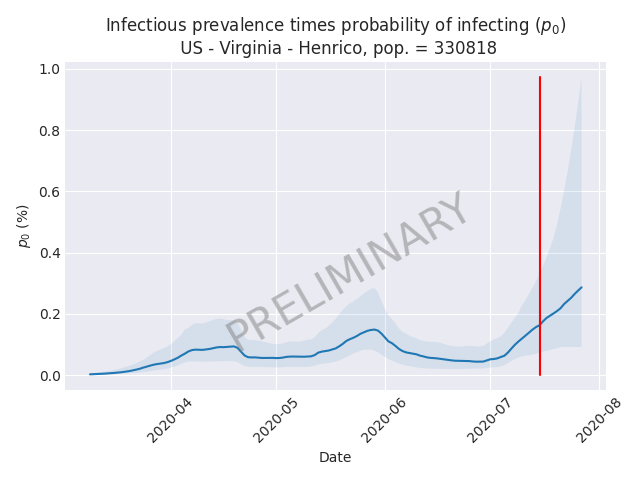 Infectious prevalence times probability of infecting (p₀)
US - Virginia - Henrico, pop. = 330818
1.0
0.8
0.6
0.4
0.2
0.0
p₀ (%)
PRELIMINARY
2020-04
2020-05
2020-06
2020-07
2020-08
Date